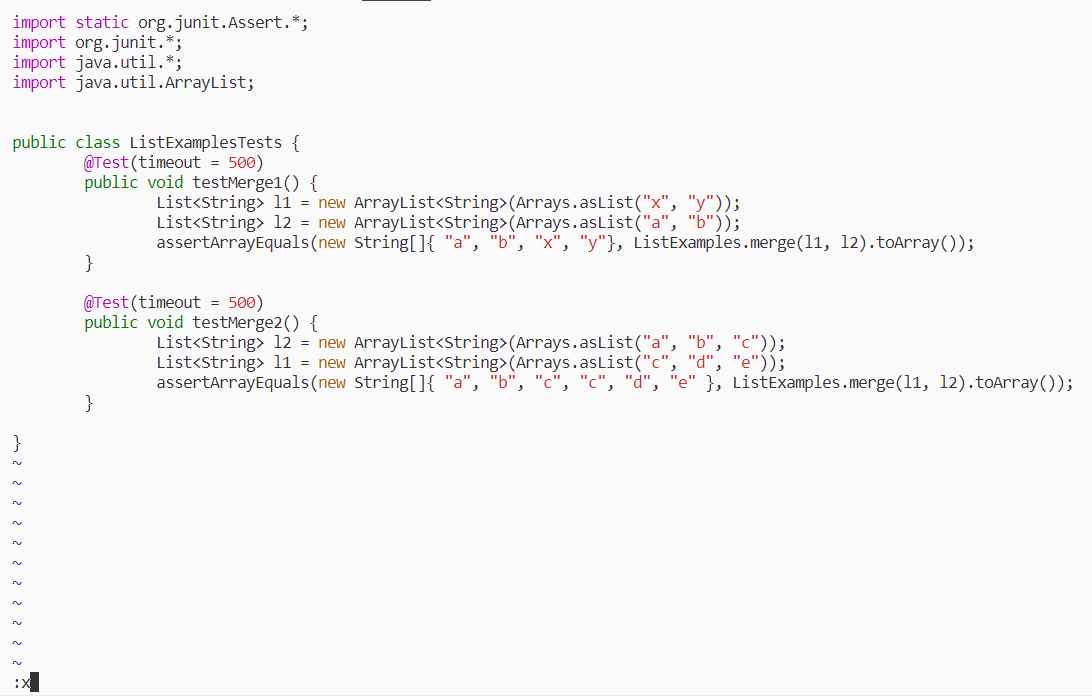 import static org.junit.Assert.*;
import org.junit.*;
import java.util.*;
import java.util.ArrayList;
public class ListExamplesTests {
        @Test(timeout = 500)
        public void testMerge1() {
                List<String> l1 = new ArrayList<String>(Arrays.asList("x", "y"));
                List<String> l2 = new ArrayList<String>(Arrays.asList("a", "b"));
                assertArrayEquals(new String[]{ "a", "b", "x", "y"}, ListExamples.merge(l1, l2).toArray());
        }
        @Test(timeout = 500)
        public void testMerge2() {
                List<String> l2 = new ArrayList<String>(Arrays.asList("a", "b", "c"));
                List<String> l1 = new ArrayList<String>(Arrays.asList("c", "d", "e"));
                assertArrayEquals(new String[]{ "a", "b", "c", "c", "d", "e" }, ListExamples.merge(l1, l2).toArray());
        }
}
~
~
~
~
~
~
~
~
~
~
~
:x